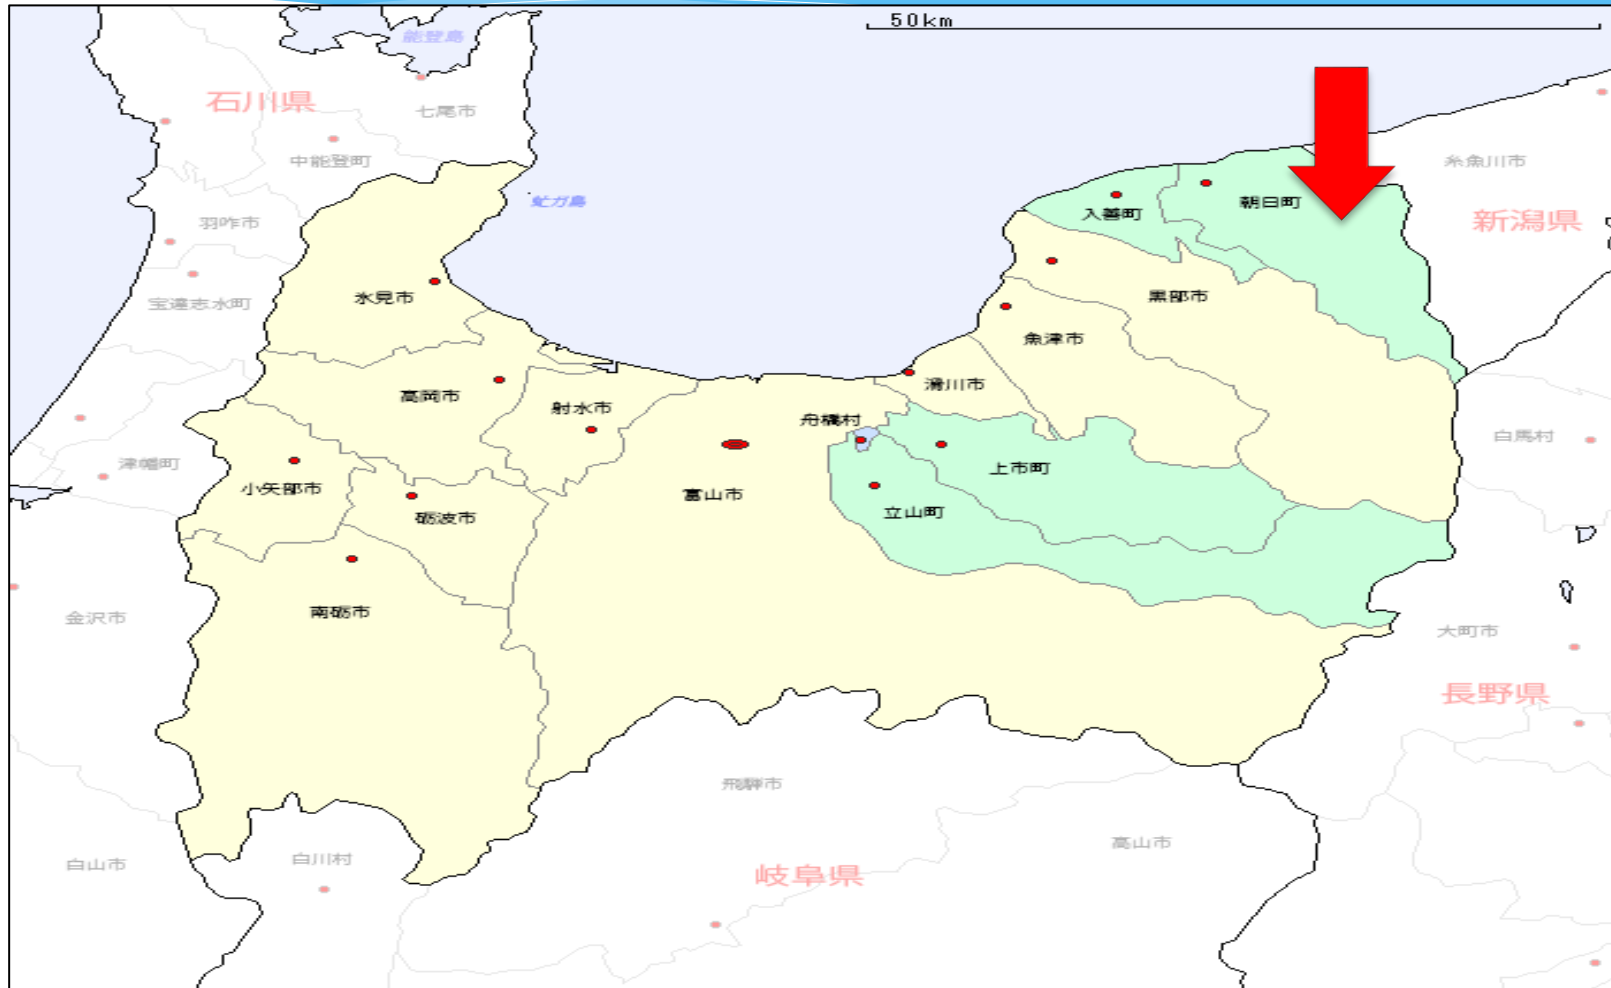 50km
能登島
石川県
七尾市
中能登町
糸魚川市
朝日町
入善町
虻ガ島
羽咋市
新潟県
氷見市
宝達志水町
黒部市
魚津市
高岡市
射水市
滑川市
舟橋村
白馬村
津幡町
小矢部市
上市町
富山市
砺波市
立山町
南砺市
金沢市
大町市
長野県
飛騨市
高山市
白山市
白川村
岐阜県